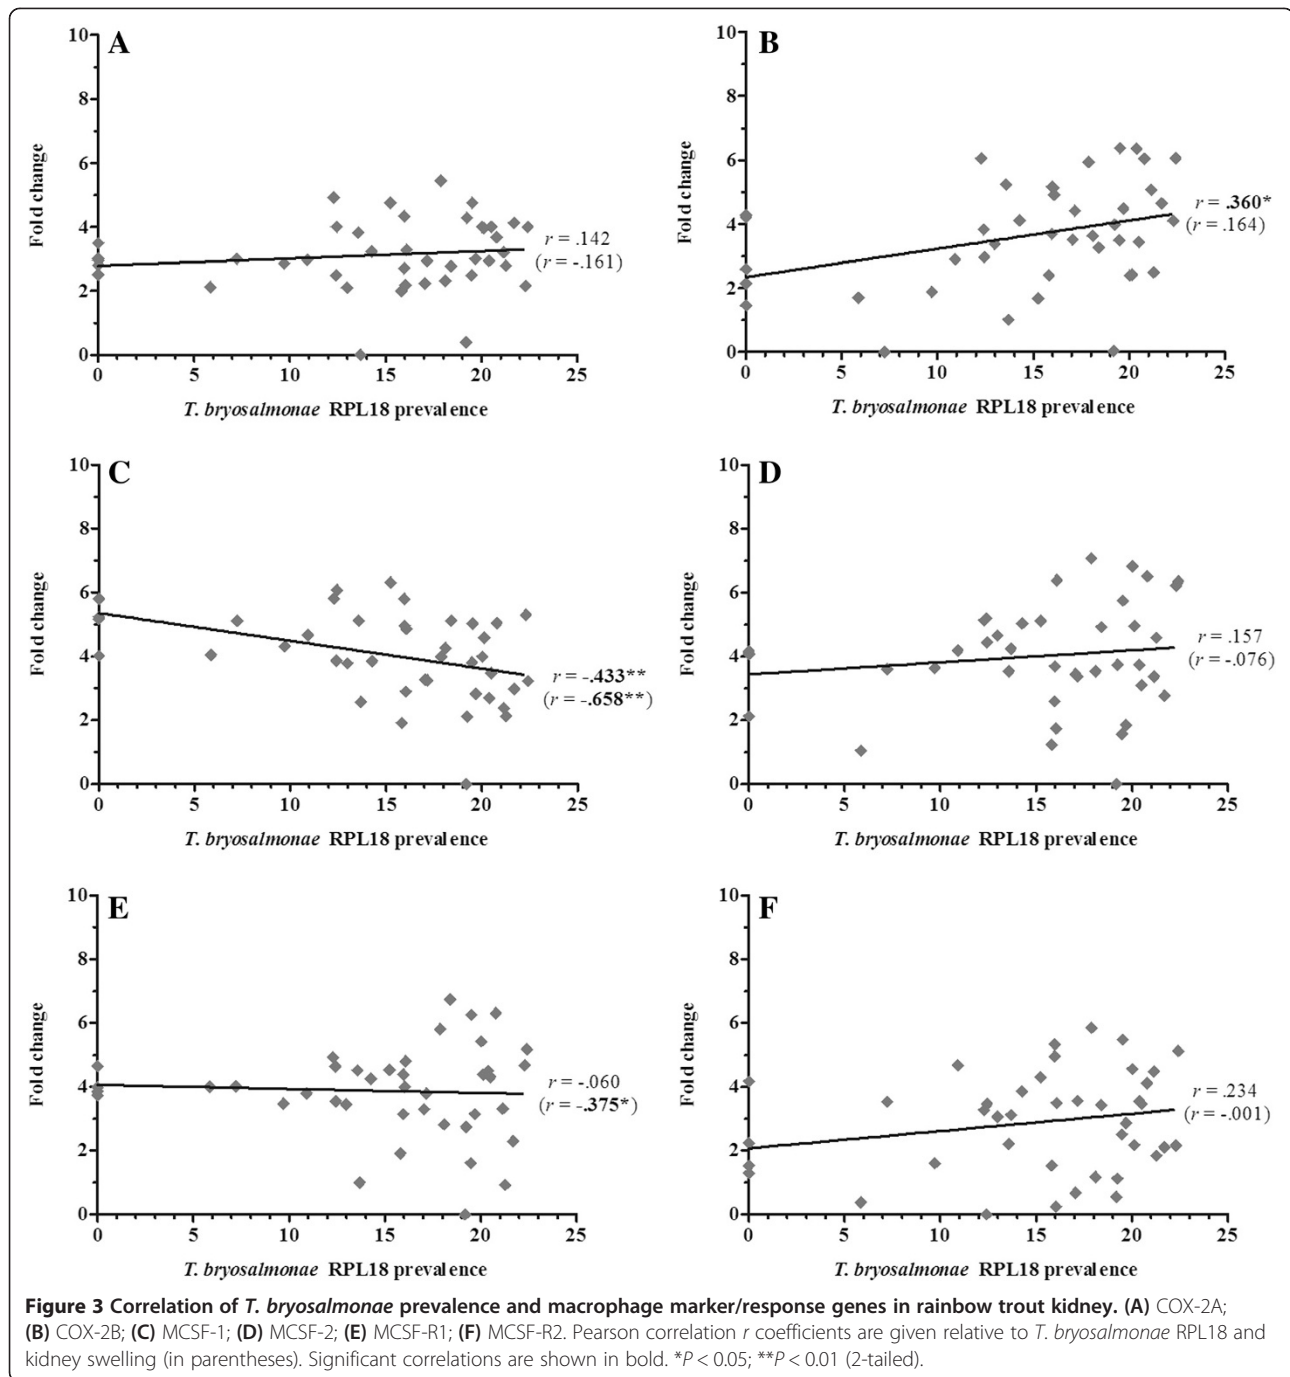 A
10
8
6
4
2
0
Fold change
r = .142
(r = -.161)
0 5 10 15 20 25
T. bryosalmonae RPL18 prevalence
B
10
8
6
4
2
0
Fold change
r = .360*
(r = .164)
0 5 10 15 20 25
T. bryosalmonae RPL18 prevalence
C
10
8
6
4
2
0
Fold change
r = -.433**
(r = -.658**)
0 5 10 15 20 25
T. bryosalmonae RPL18 prevalence
D
10
8
6
4
2
0
Fold change
r = .157
(r = -.076)
0 5 10 15 20 25
T. bryosalmonae RPL18 prevalence
E
10
8
6
4
2
0
Fold change
r = -.060
(r = -.375*)
0 5 10 15 20 25
T. bryosalmonae RPL18 prevalence
F
10
8
6
4
2
0
Fold change
r = .234
(r = -.001)
0 5 10 15 20 25
T. bryosalmonae RPL18 prevalence
Figure 3 Correlation of T. bryosalmonae prevalence and macrophage marker/response genes in rainbow trout kidney. (A) COX-2A;
(B) COX-2B; (C) MCSF-1; (D) MCSF-2; (E) MCSF-R1; (F) MCSF-R2. Pearson correlation r coefficients are given relative to T. bryosalmonae RPL18 and
kidney swelling (in parentheses). Significant correlations are shown in bold. *P < 0.05; **P < 0.01 (2-tailed).